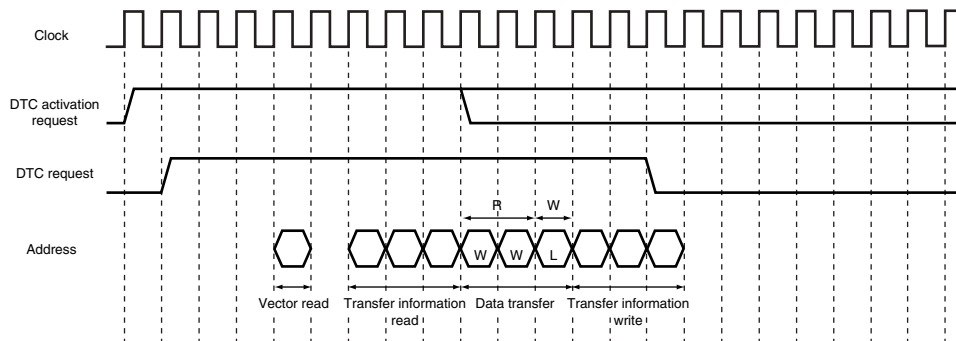 Clock
DTC activation
request
DTC request
R
W
Address
W
W
L
Vector read
Transfer information
read
Data transfer
Transfer information
write